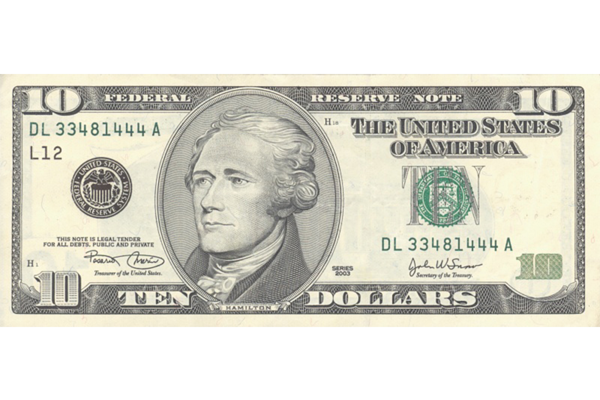 10 FEDERAL RESERVE NOTE 10
DL 33481444 A
H 1
THE UNITED STATES
OF AMERICA
L12
TEN
DL 33481444 A
THIS NOTE IS LEGAL TENDER
FOR ALL DEBTS, PUBLIC AND PRIVATE
H
Treasurer of the United States.
SERIES
2003
John W Snow
Secretary of the Treasury.
10
10 TEN DOLLARS
HAMILTON